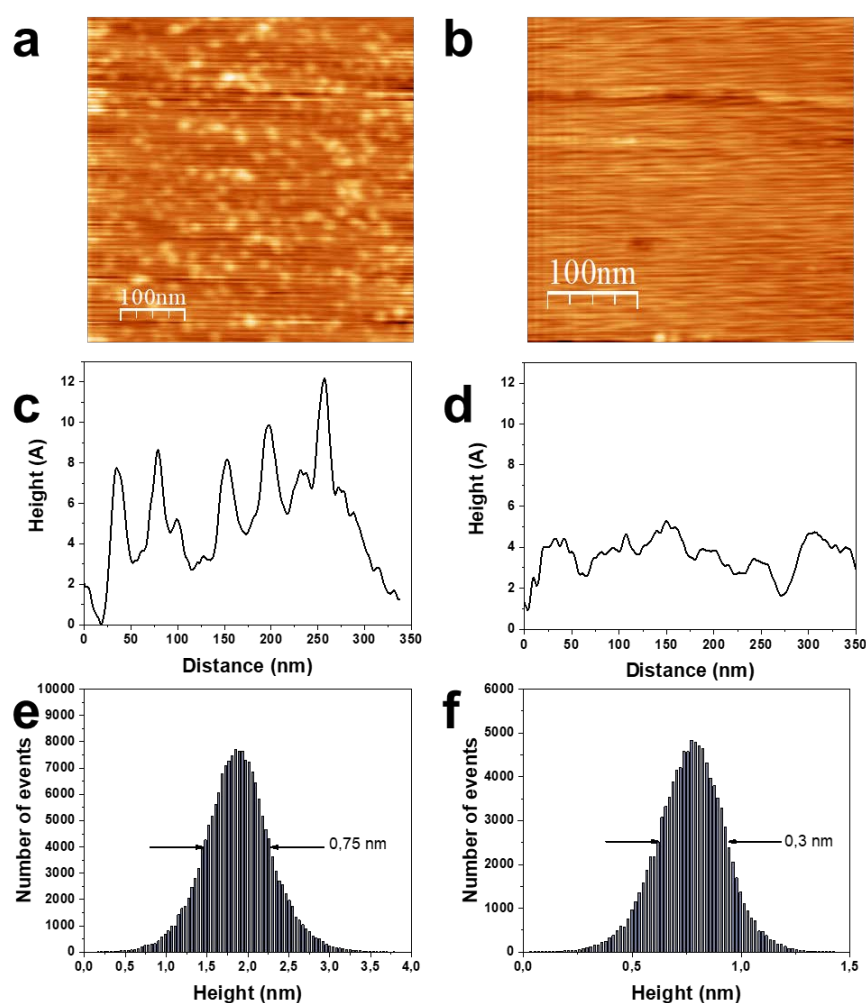 a
b
100nm
100nm
c
d
Height (A)
12
10
8
6
4
2
0
0 50 100 150 200 250 300 350
Distance (nm)
Height (A)
12
10
8
6
4
2
0
0 50 100 150 200 250 300 350
Distance (nm)
e
f
Number of events
10000
9000
8000
7000
6000
5000
4000
3000
2000
1000
0
0,75 nm
0,0 0,5 1,0 1,5 2,0 2,5 3,0 3,5 4,0
Height (nm)
Number of events
6000
5000
4000
3000
2000
1000
0
0,3 nm
0,5 1,0 1,5
Height (nm)